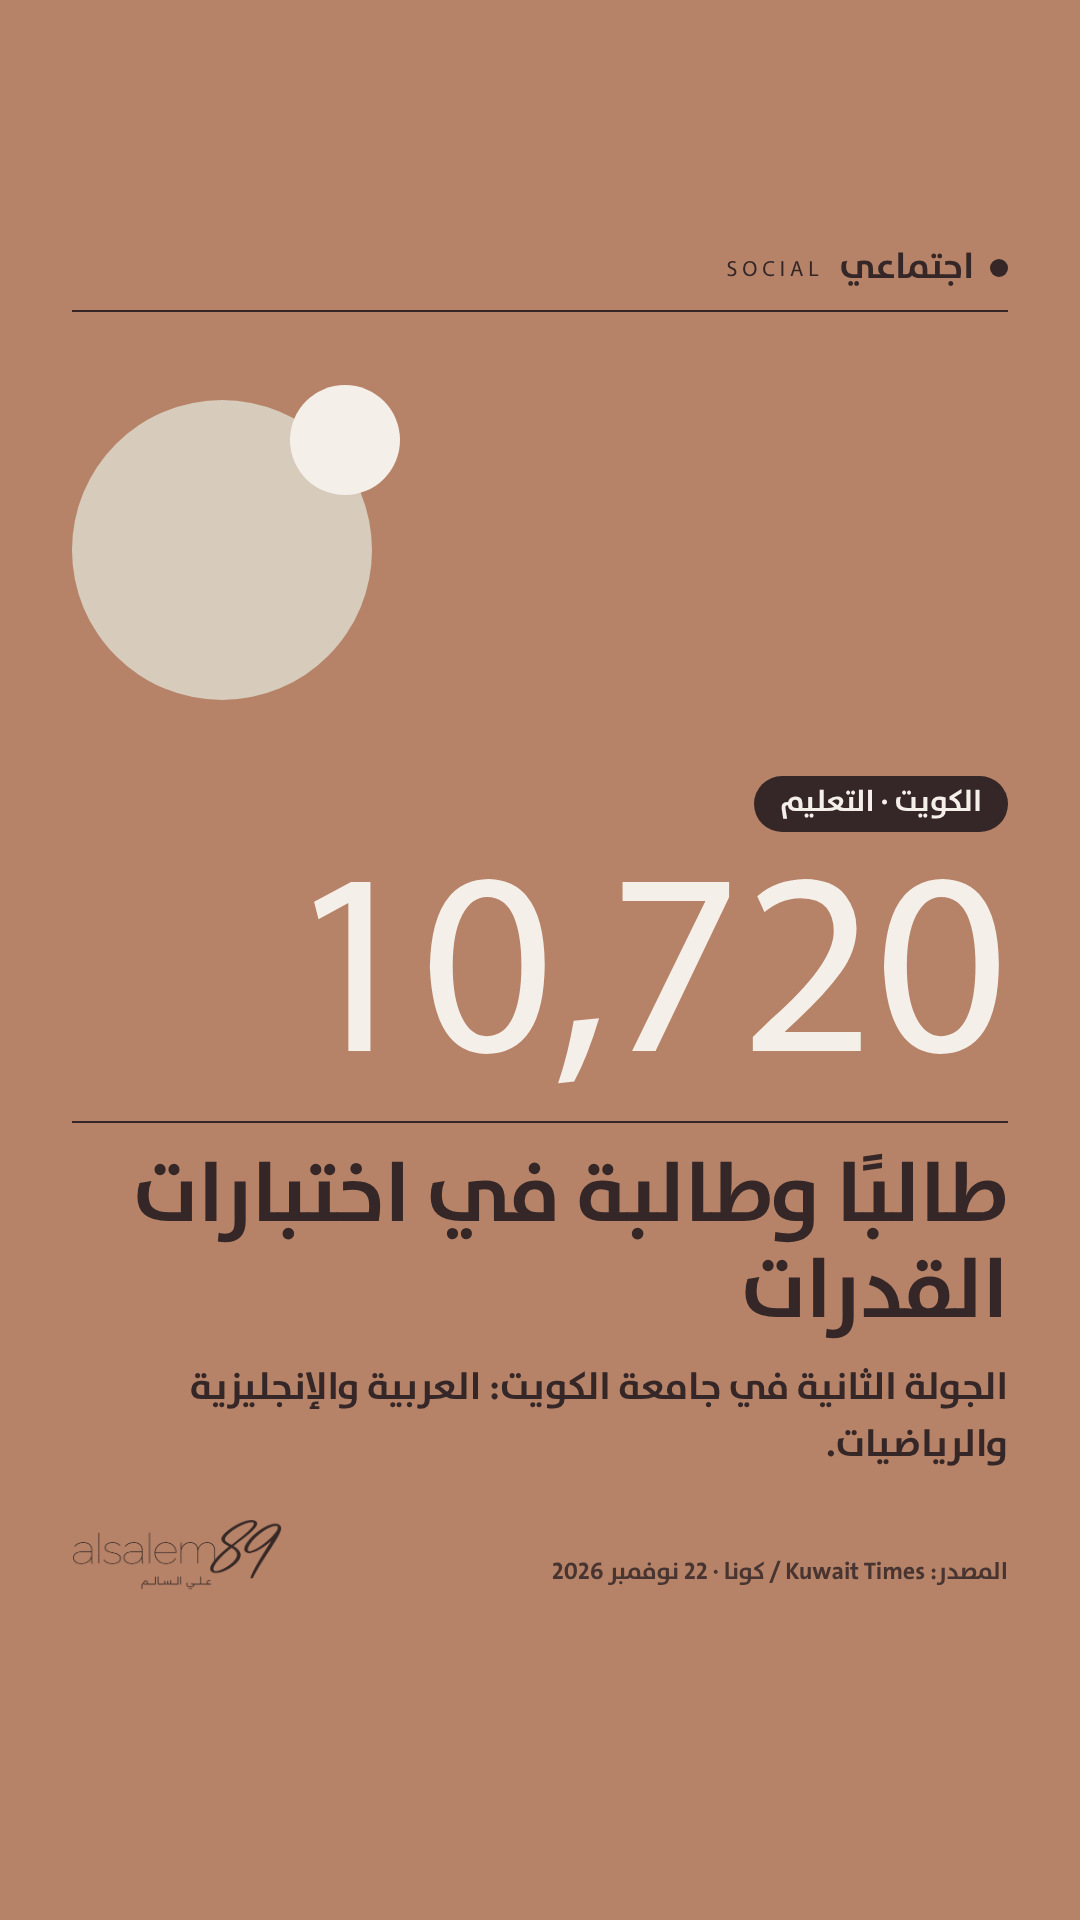 اجتماعي SOCIAL
الكويت · التعليم
10,720
طالبًا وطالبة في اختبارات
القدرات
الجولة الثانية في جامعة الكويت: العربية والإنجليزية
والرياضيات.
المصدر: Kuwait Times / كونا · 22 نوفمبر 2026
alsalem89
علي السالم